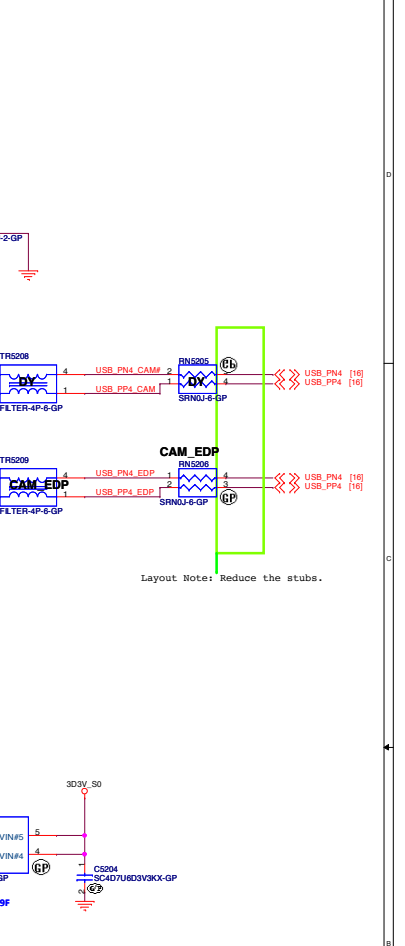 D
-2-GP
TR5208
DY
4
1
FILTER-4P-6-GP
USB_PN4_CAM#
USB_PP4_CAM
RN5205
2
1
DY
4
SRN0J-6-GP
USB_PN4 [16]
USB_PP4 [16]
CAM_EDP
TR5209
CAM_EDP
4
1
FILTER-4P-6-GP
USB_PN4_EDP
USB_PP4_EDP
RN5206
1
2
4
3
SRN0J-6-GP
GP
USB_PN4 [16]
USB_PP4 [16]
C
Layout Note: Reduce the stubs.
3D3V_S0
VIN#5
5
VIN#4
4
GP
GP
9F
1
C5204
SC4D7U6D3V3KX-GP
2
B